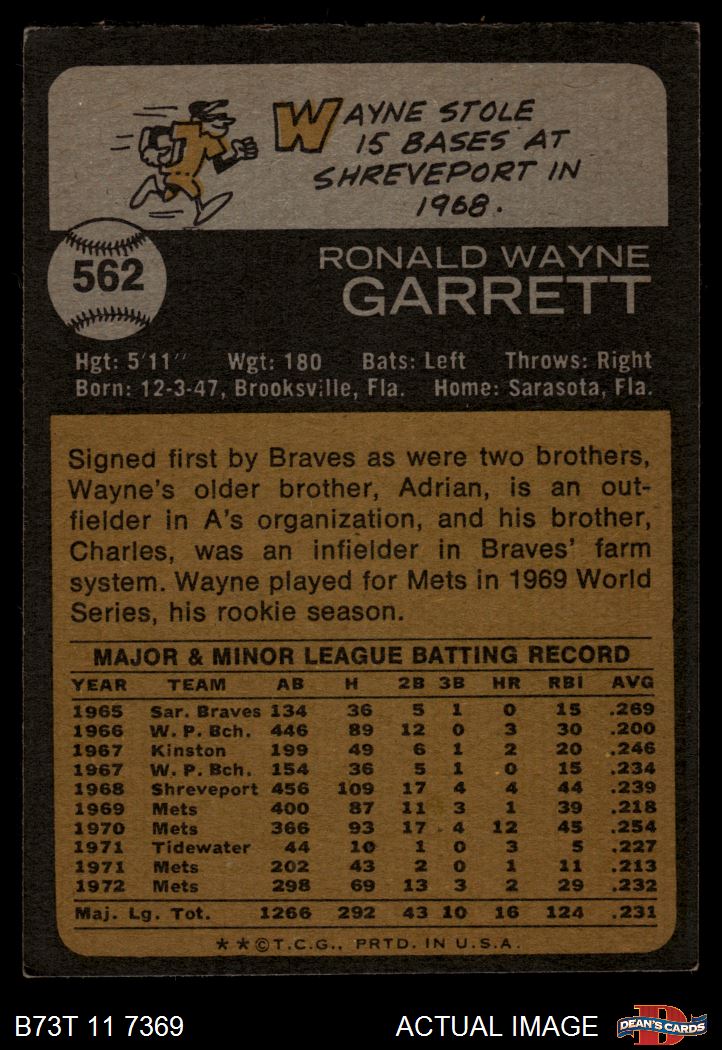 WAYNE STOLE
15 BASES AT
SHREVEPORT IN
1968.
562
RONALD WAYNE
GARRETT
Hgt: 5'11" Wgt: 180 Bats: Left Throws: Right
Born: 12-3-47, Brooksville, Fla. Home: Sarasota, Fla.
Signed first by Braves as were two brothers,
Wayne's older brother, Adrian, is an out-
fielder in A's organization, and his brother,
Charles, was an infielder in Braves' farm
system. Wayne played for Mets in 1969 World
Series, his rookie season.
MAJOR & MINOR LEAGUE BATTING RECORD
YEAR TEAM AB H 2B 3B HR RBI AVG
1965 Sar. Braves 134 36 5 1 0 15 .269
1966 W. P. Bch. 446 89 12 0 3 30 .200
1967 Kinston 199 49 6 1 2 20 .246
1967 W. P. Bch. 154 36 5 1 0 15 .234
1968 Shreveport 456 109 17 4 4 44 .239
1969 Mets 400 87 11 3 1 39 .218
1970 Mets 366 93 17 4 12 45 .254
1971 Tidewater 44 10 1 0 3 5 .227
1971 Mets 202 43 2 0 1 11 .213
1972 Mets 298 69 13 3 2 29 .232
Maj. Lg. Tot. 1266 292 43 10 16 124 .231
**©T.C.G., PRTD. IN U.S.A.
B73T 11 7369 ACTUAL IMAGE
D
DEAN'S CARDS